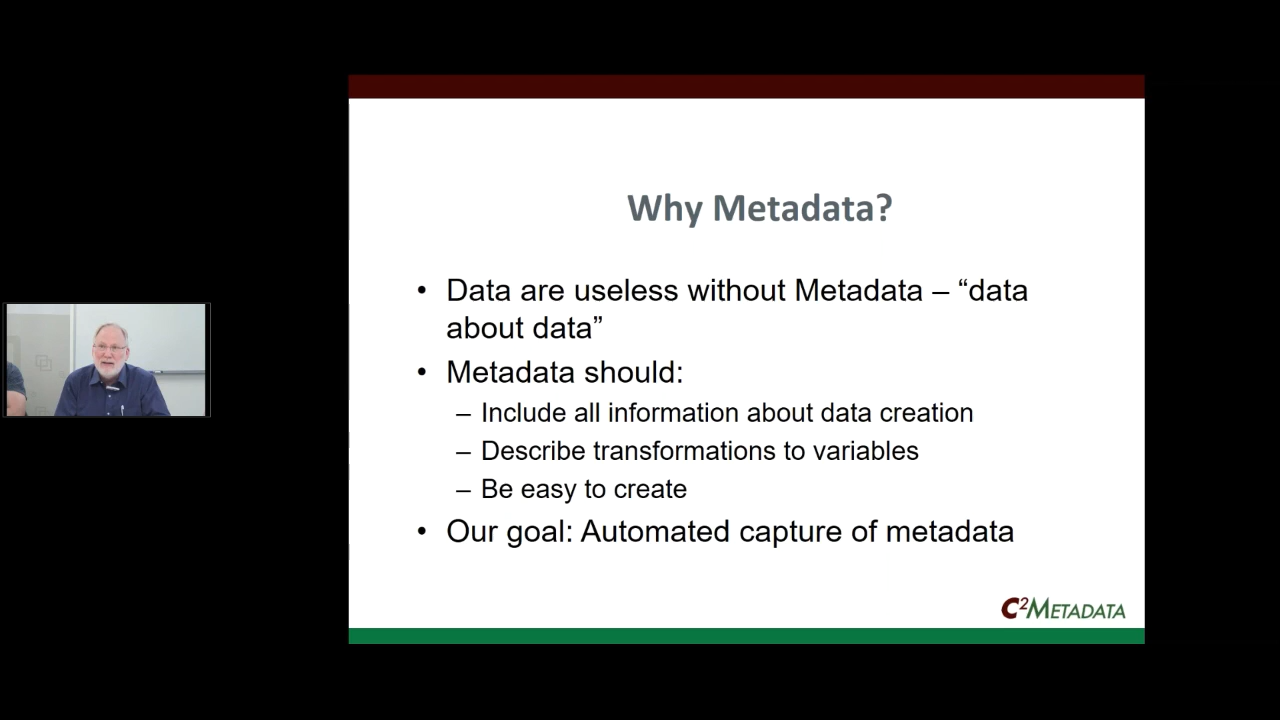 Why Metadata?
• Data are useless without Metadata – “data
about data”
• Metadata should:
– Include all information about data creation
– Describe transformations to variables
– Be easy to create
• Our goal: Automated capture of metadata
C²METADATA